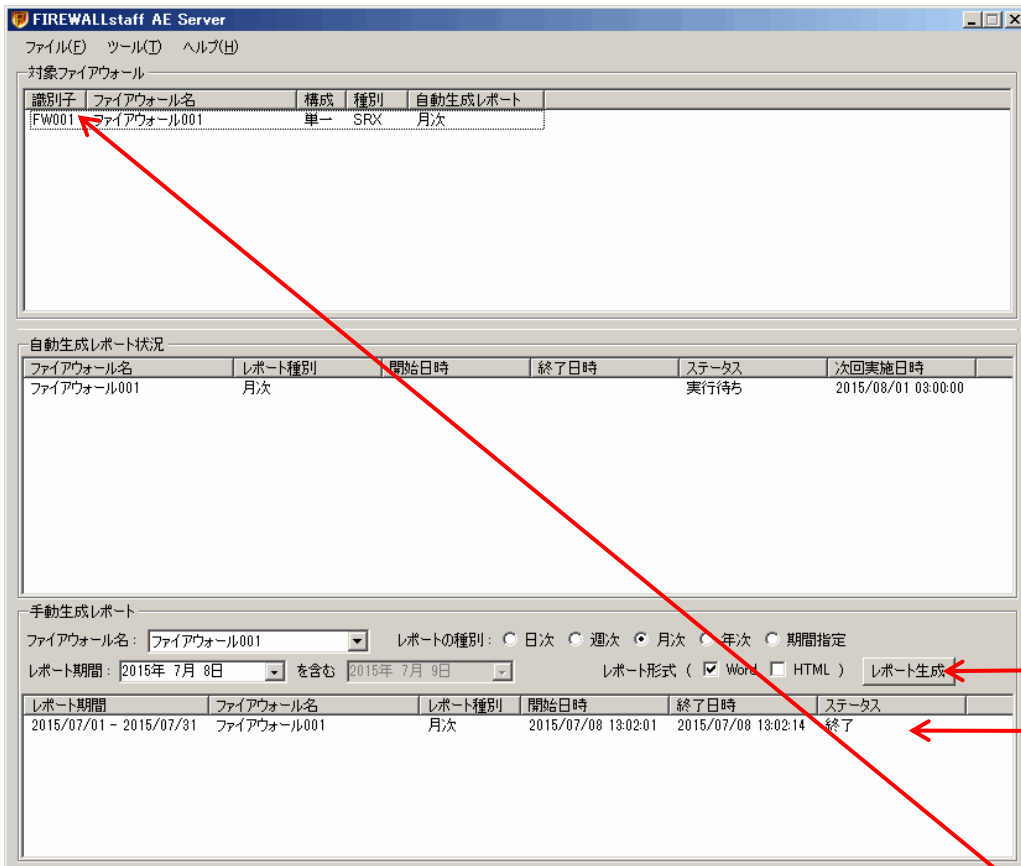 FIREWALLstaff AE Server
ファイル(F) ツール(T) ヘルプ(H)
対象ファイアウォール
識別子 ファイアウォール名 構成 種別 自動生成レポート
FW001 ファイアウォール001 単一 SRX 月次
自動生成レポート状況
ファイアウォール名 レポート種別 開始日時 終了日時 ステータス 次回実施日時
ファイアウォール001 月次 実行待ち 2015/08/01 03:00:00
手動生成レポート
ファイアウォール名: ファイアウォール001 レポートの種別: 日次 週次 月次 年次 期間指定
レポート期間: 2015年 7月 8日 を含む 2015年 7月 9日 レポート形式 ( Word HTML ) レポート生成
レポート期間 ファイアウォール名 レポート種別 開始日時 終了日時 ステータス
2015/07/01 - 2015/07/31 ファイアウォール001 月次 2015/07/08 13:02:01 2015/07/08 13:02:14 終了